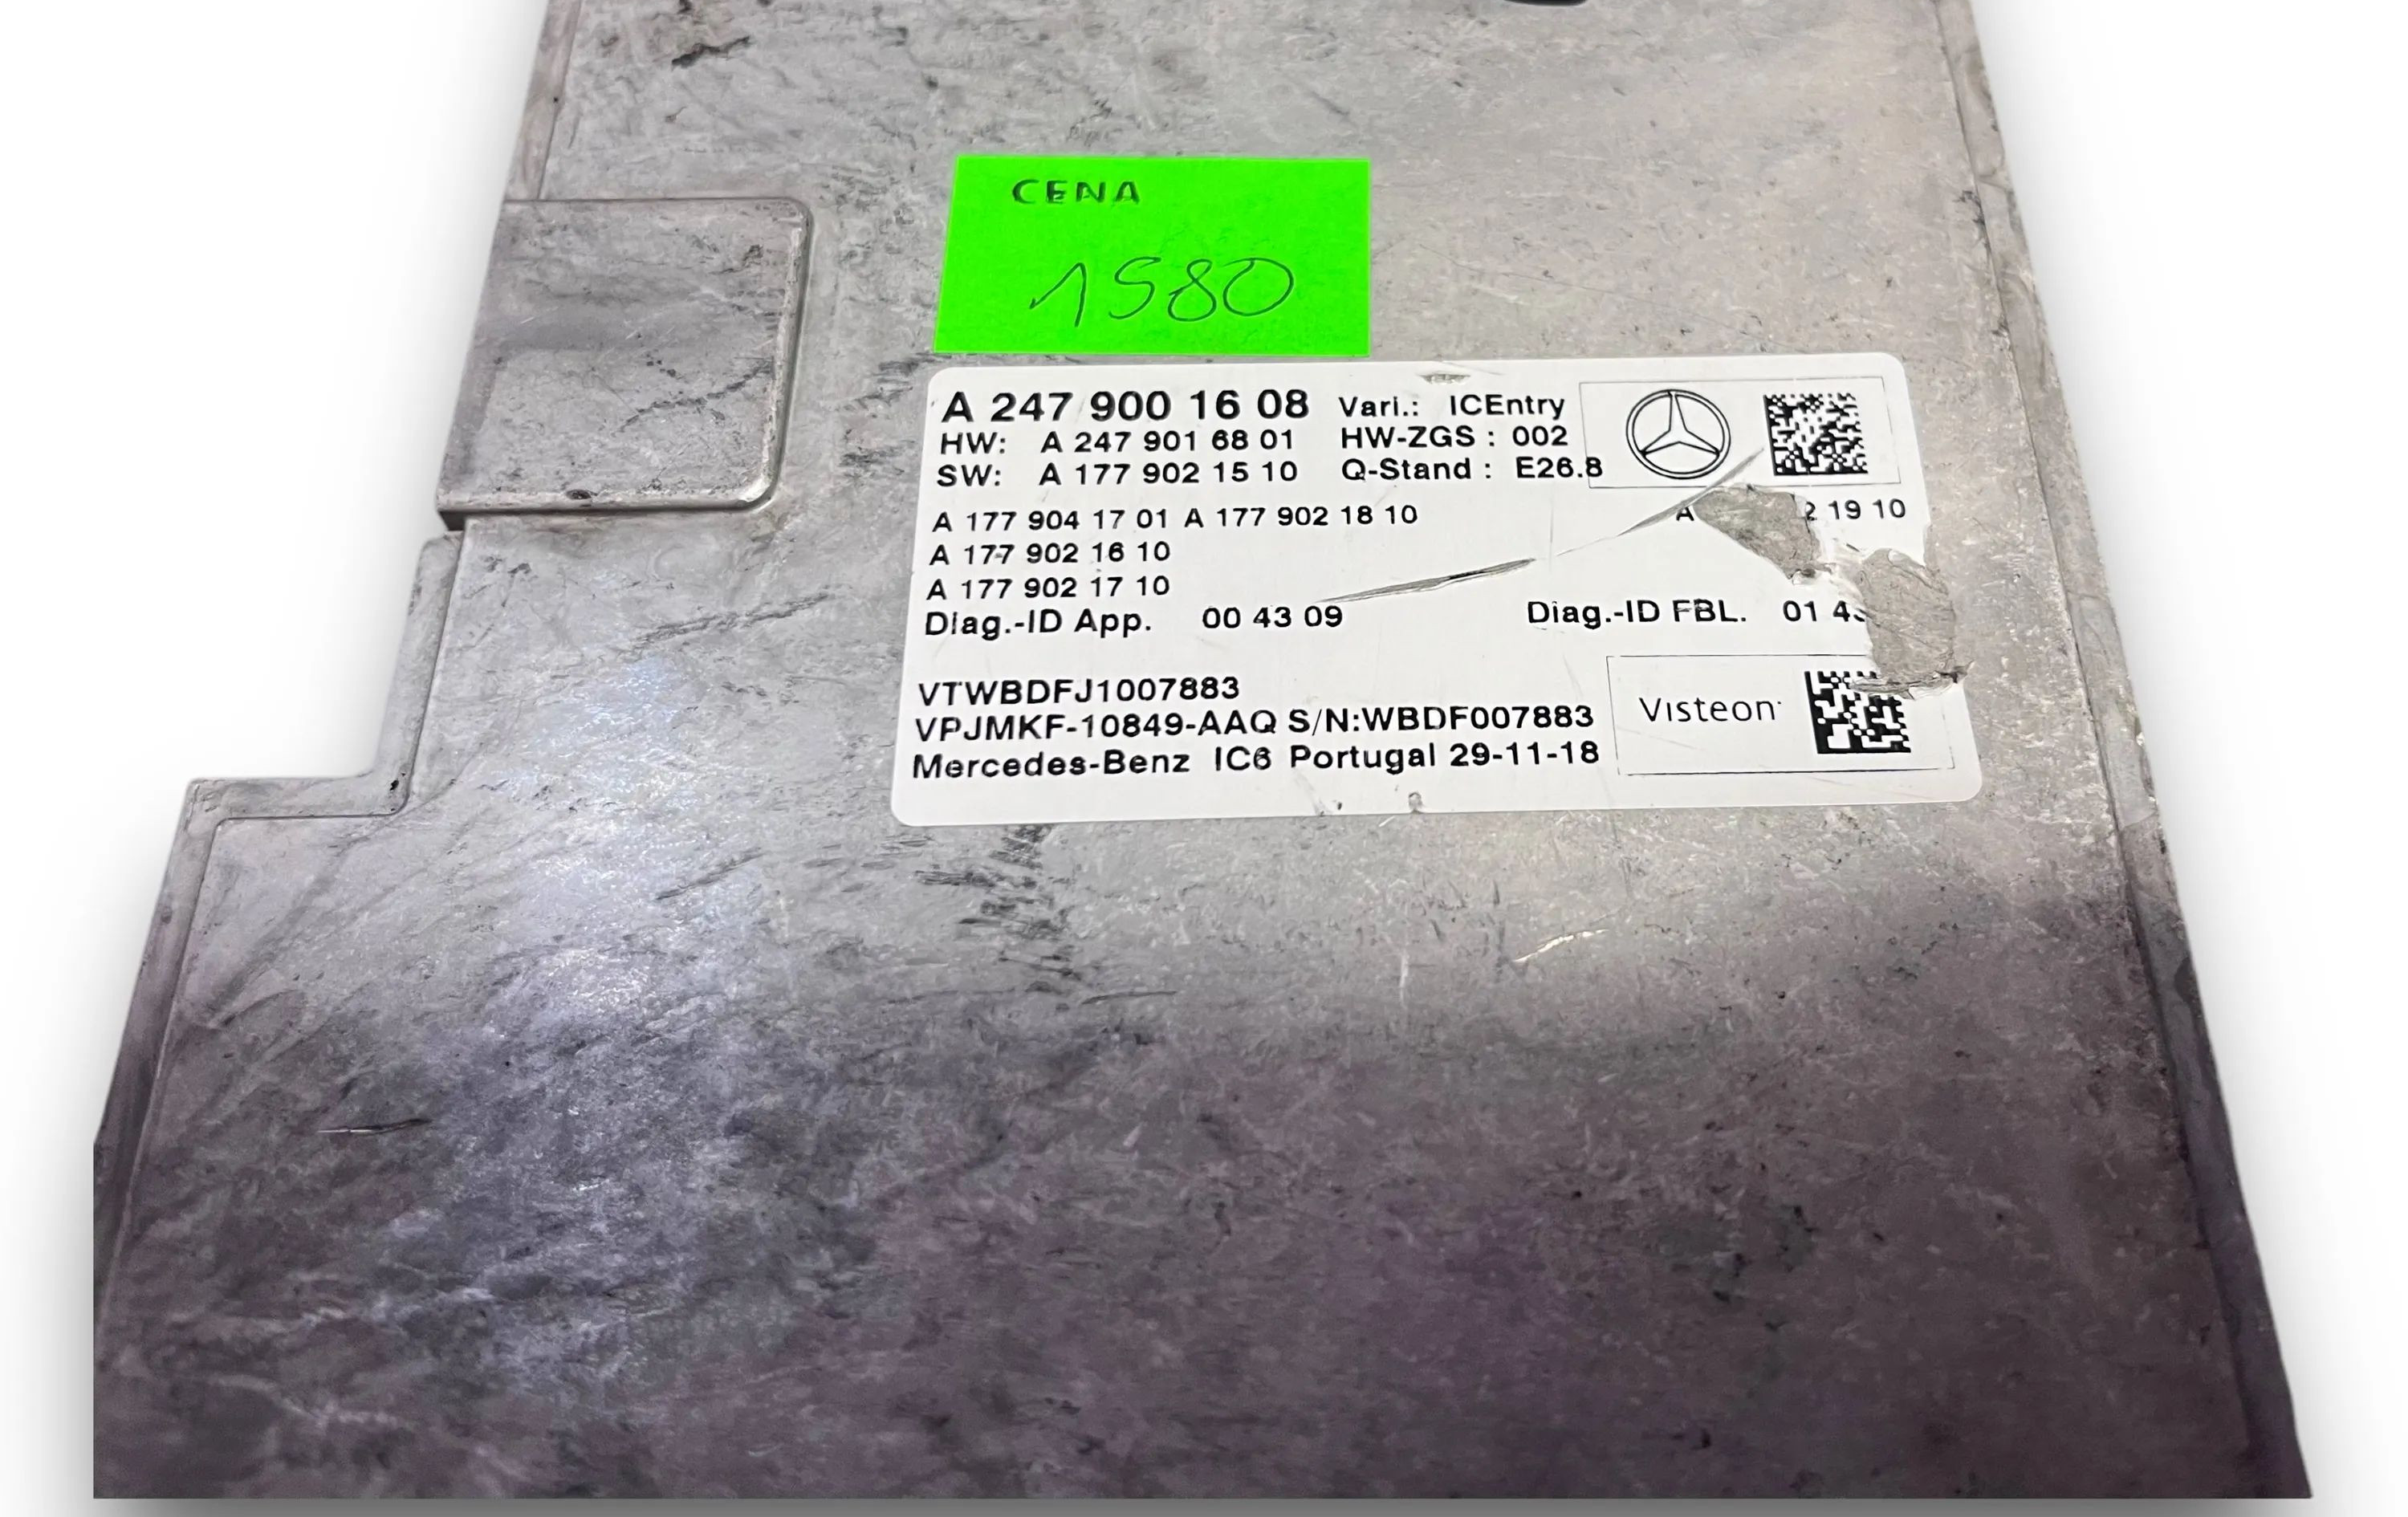 CENA
1580
A 247 900 16 08 Vari.: ICEntry
HW: A 247 901 68 01 HW-ZGS : 002
SW: A 177 902 15 10 Q-Stand : E26.8
A 177 904 17 01 A 177 902 18 10 A 2 19 10
A 177 902 16 10
A 177 902 17 10
Diag.-ID App. 00 43 09 Diag.-ID FBL. 01 4
VTWBDFJ1007883
VPJMKF-10849-AAQ S/N:WBDF007883 Visteon
Mercedes-Benz IC6 Portugal 29-11-18